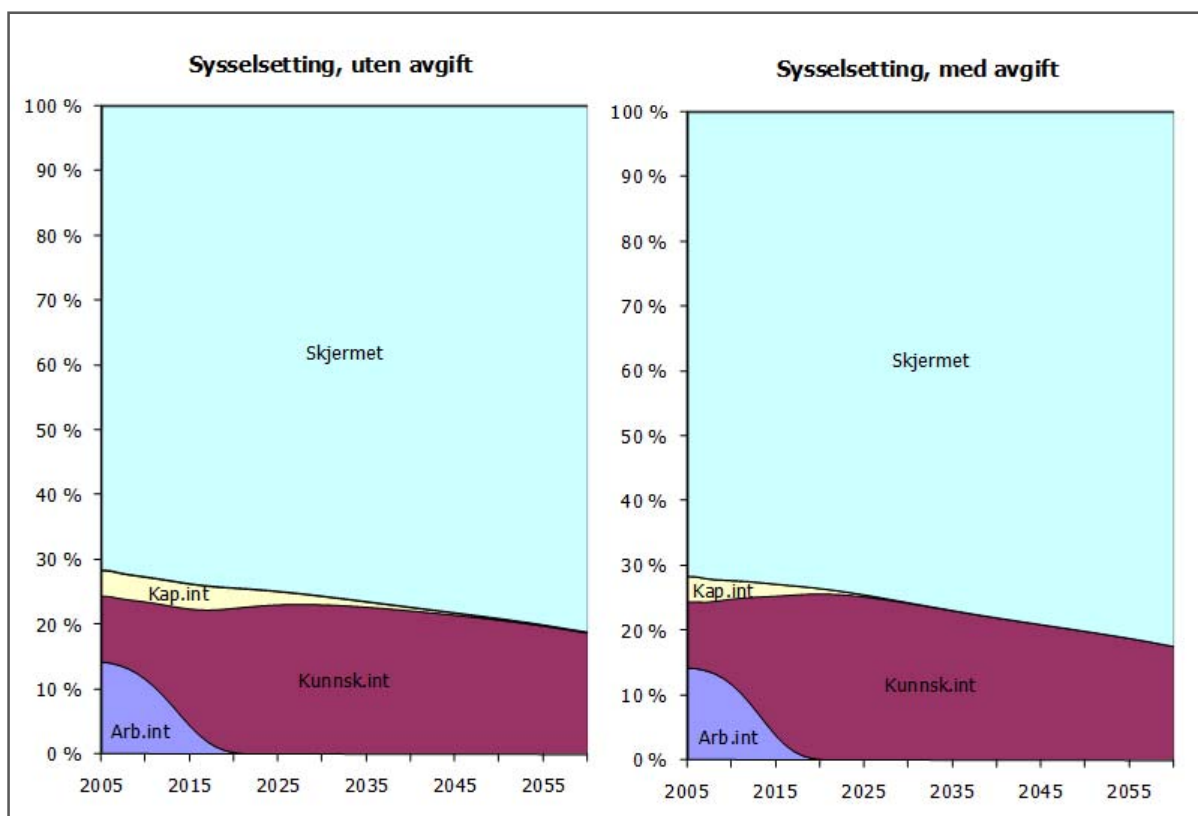 Sysselsetting, uten avgift
100 %
90 %
80 %
70 %
60 %
50 %
40 %
30 %
20 %
10 %
0 %
Skjermet
Kap.int
Kunnsk.int
Arb.int
2005 2015 2025 2035 2045 2055
Sysselsetting, med avgift
100 %
90 %
80 %
70 %
60 %
50 %
40 %
30 %
20 %
10 %
0 %
Skjermet
Kap.int
Kunnsk.int
Arb.int
2005 2015 2025 2035 2045 2055